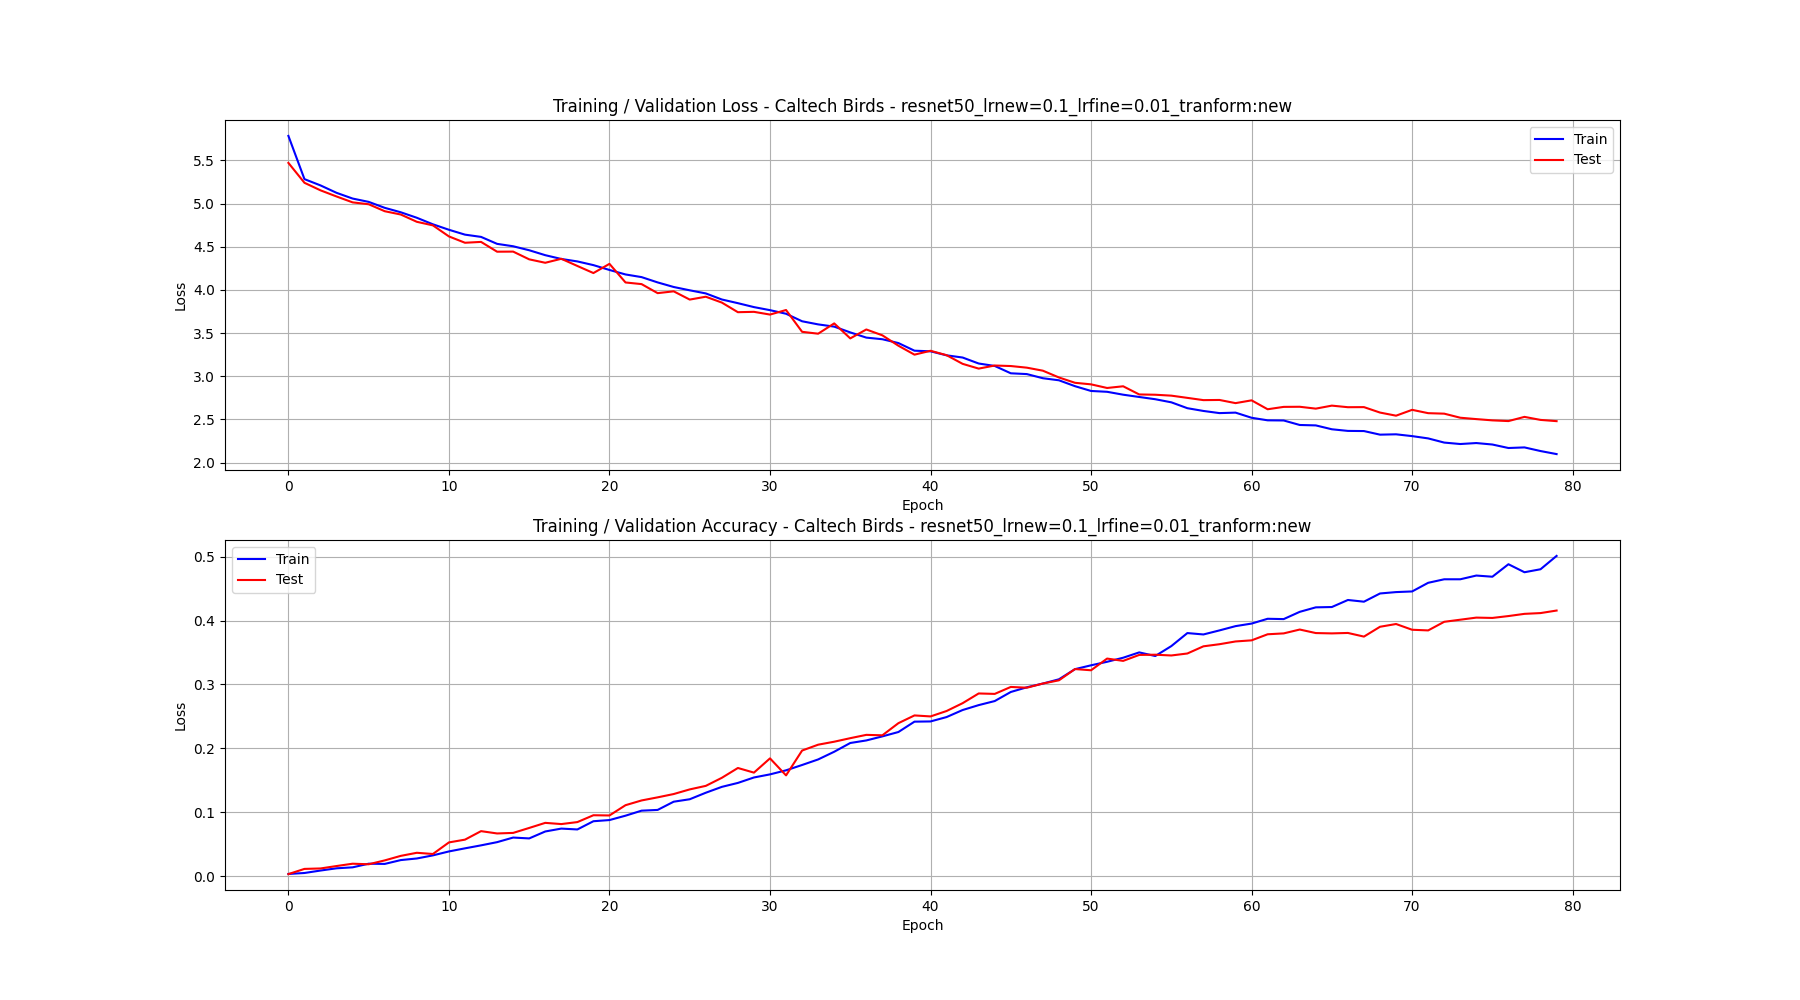 Training / Validation Loss - Caltech Birds - resnet50_lrnew=0.1_lrfine=0.01_tranform:new
Train
Test
5.5
5.0
4.5
4.0
3.5
3.0
2.5
2.0
Loss
0 10 20 30 40 50 60 70 80
Epoch
Training / Validation Accuracy - Caltech Birds - resnet50_lrnew=0.1_lrfine=0.01_tranform:new
Train
Test
0.5
0.4
0.3
0.2
0.1
0.0
Loss
0 10 20 30 40 50 60 70 80
Epoch